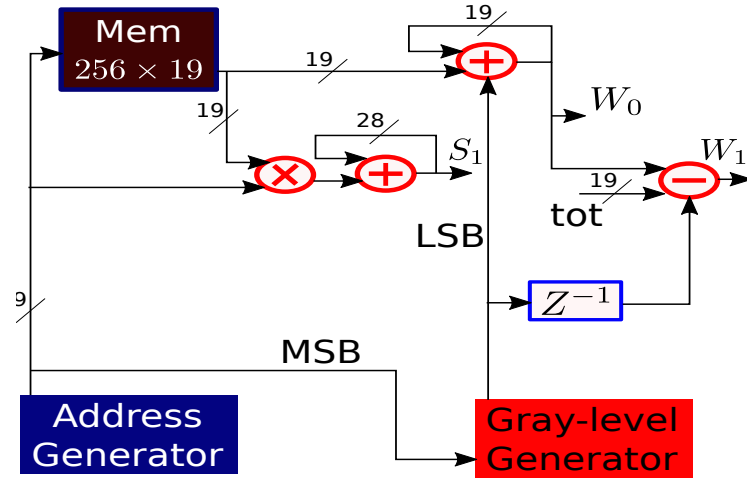 19
Mem
256 × 19
19
+
W₀
19
28
S₁
×
+
W₁
19
−
tot
LSB
9
Z⁻¹
MSB
Address
Generator
Gray-level
Generator